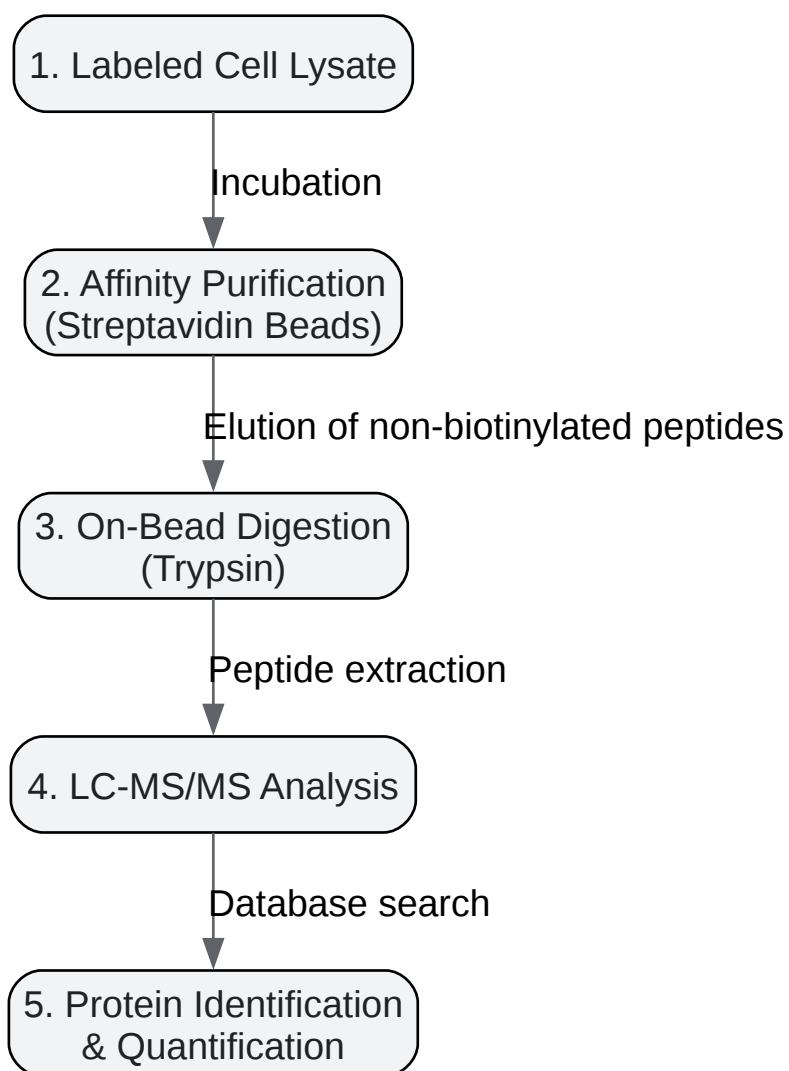 1. Labeled Cell Lysate
Incubation
2. Affinity Purification
(Streptavidin Beads)
Elution of non-biotinylated peptides
3. On-Bead Digestion
(Trypsin)
Peptide extraction
4. LC-MS/MS Analysis
Database search
5. Protein Identification
& Quantification